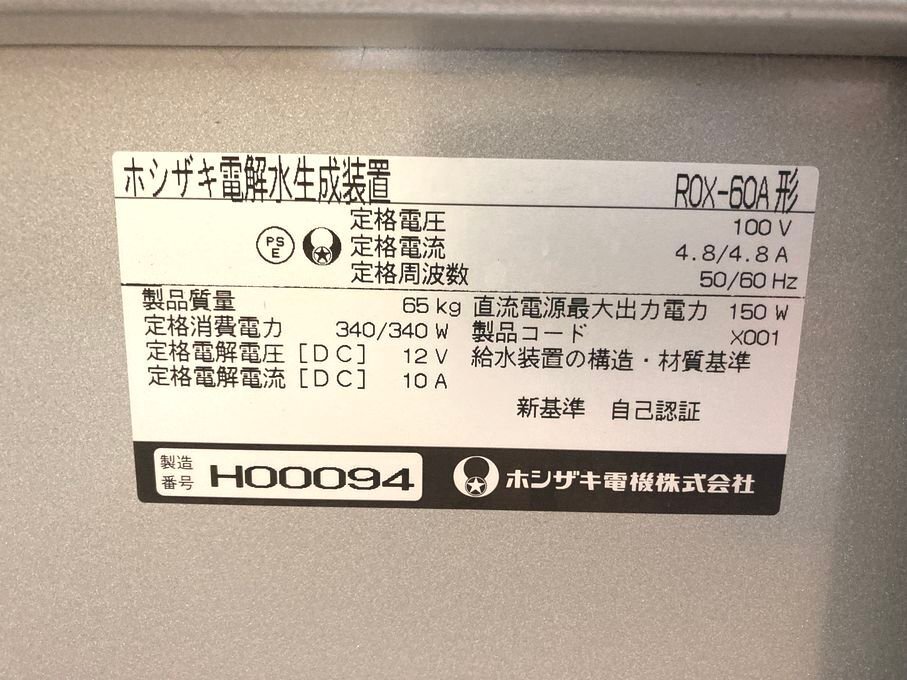 ホシザキ電解水生成装置 ROX-60A形
PS E 定格電圧 100 V
定格電流 4.8/4.8 A
定格周波数 50/60 Hz
製品質量 65 kg 直流電源最大出力電力 150 W
定格消費電力 340/340 W 製品コード X001
定格電解電圧[DC] 12 V 給水装置の構造・材質基準
定格電解電流[DC] 10 A
新基準 自己認証
製造番号 H00094 ホシザキ電機株式会社